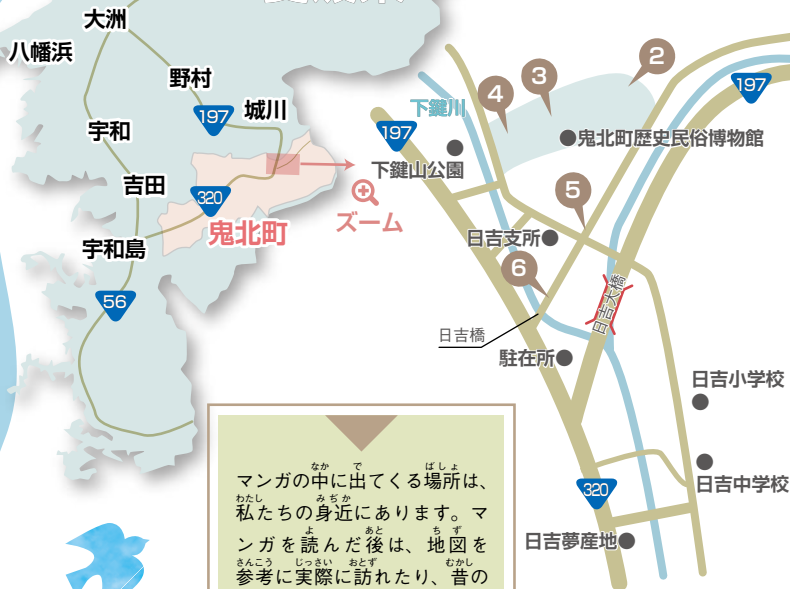 大洲
八幡浜
野村
197
城川
宇和
吉田
320
鬼北町
宇和島
56
ズーム
下鍵川
197
下鍵山公園
4
3
2
197
鬼北町歴史民俗博物館
5
日吉支所
6
日吉大橋
日吉橋
駐在所
日吉小学校
日吉中学校
320
日吉夢産地
マンガの中に出てくる場所は、
私たちの身近にあります。マ
ンガを読んだ後は、地図を
参考に実際に訪れたり、昔の